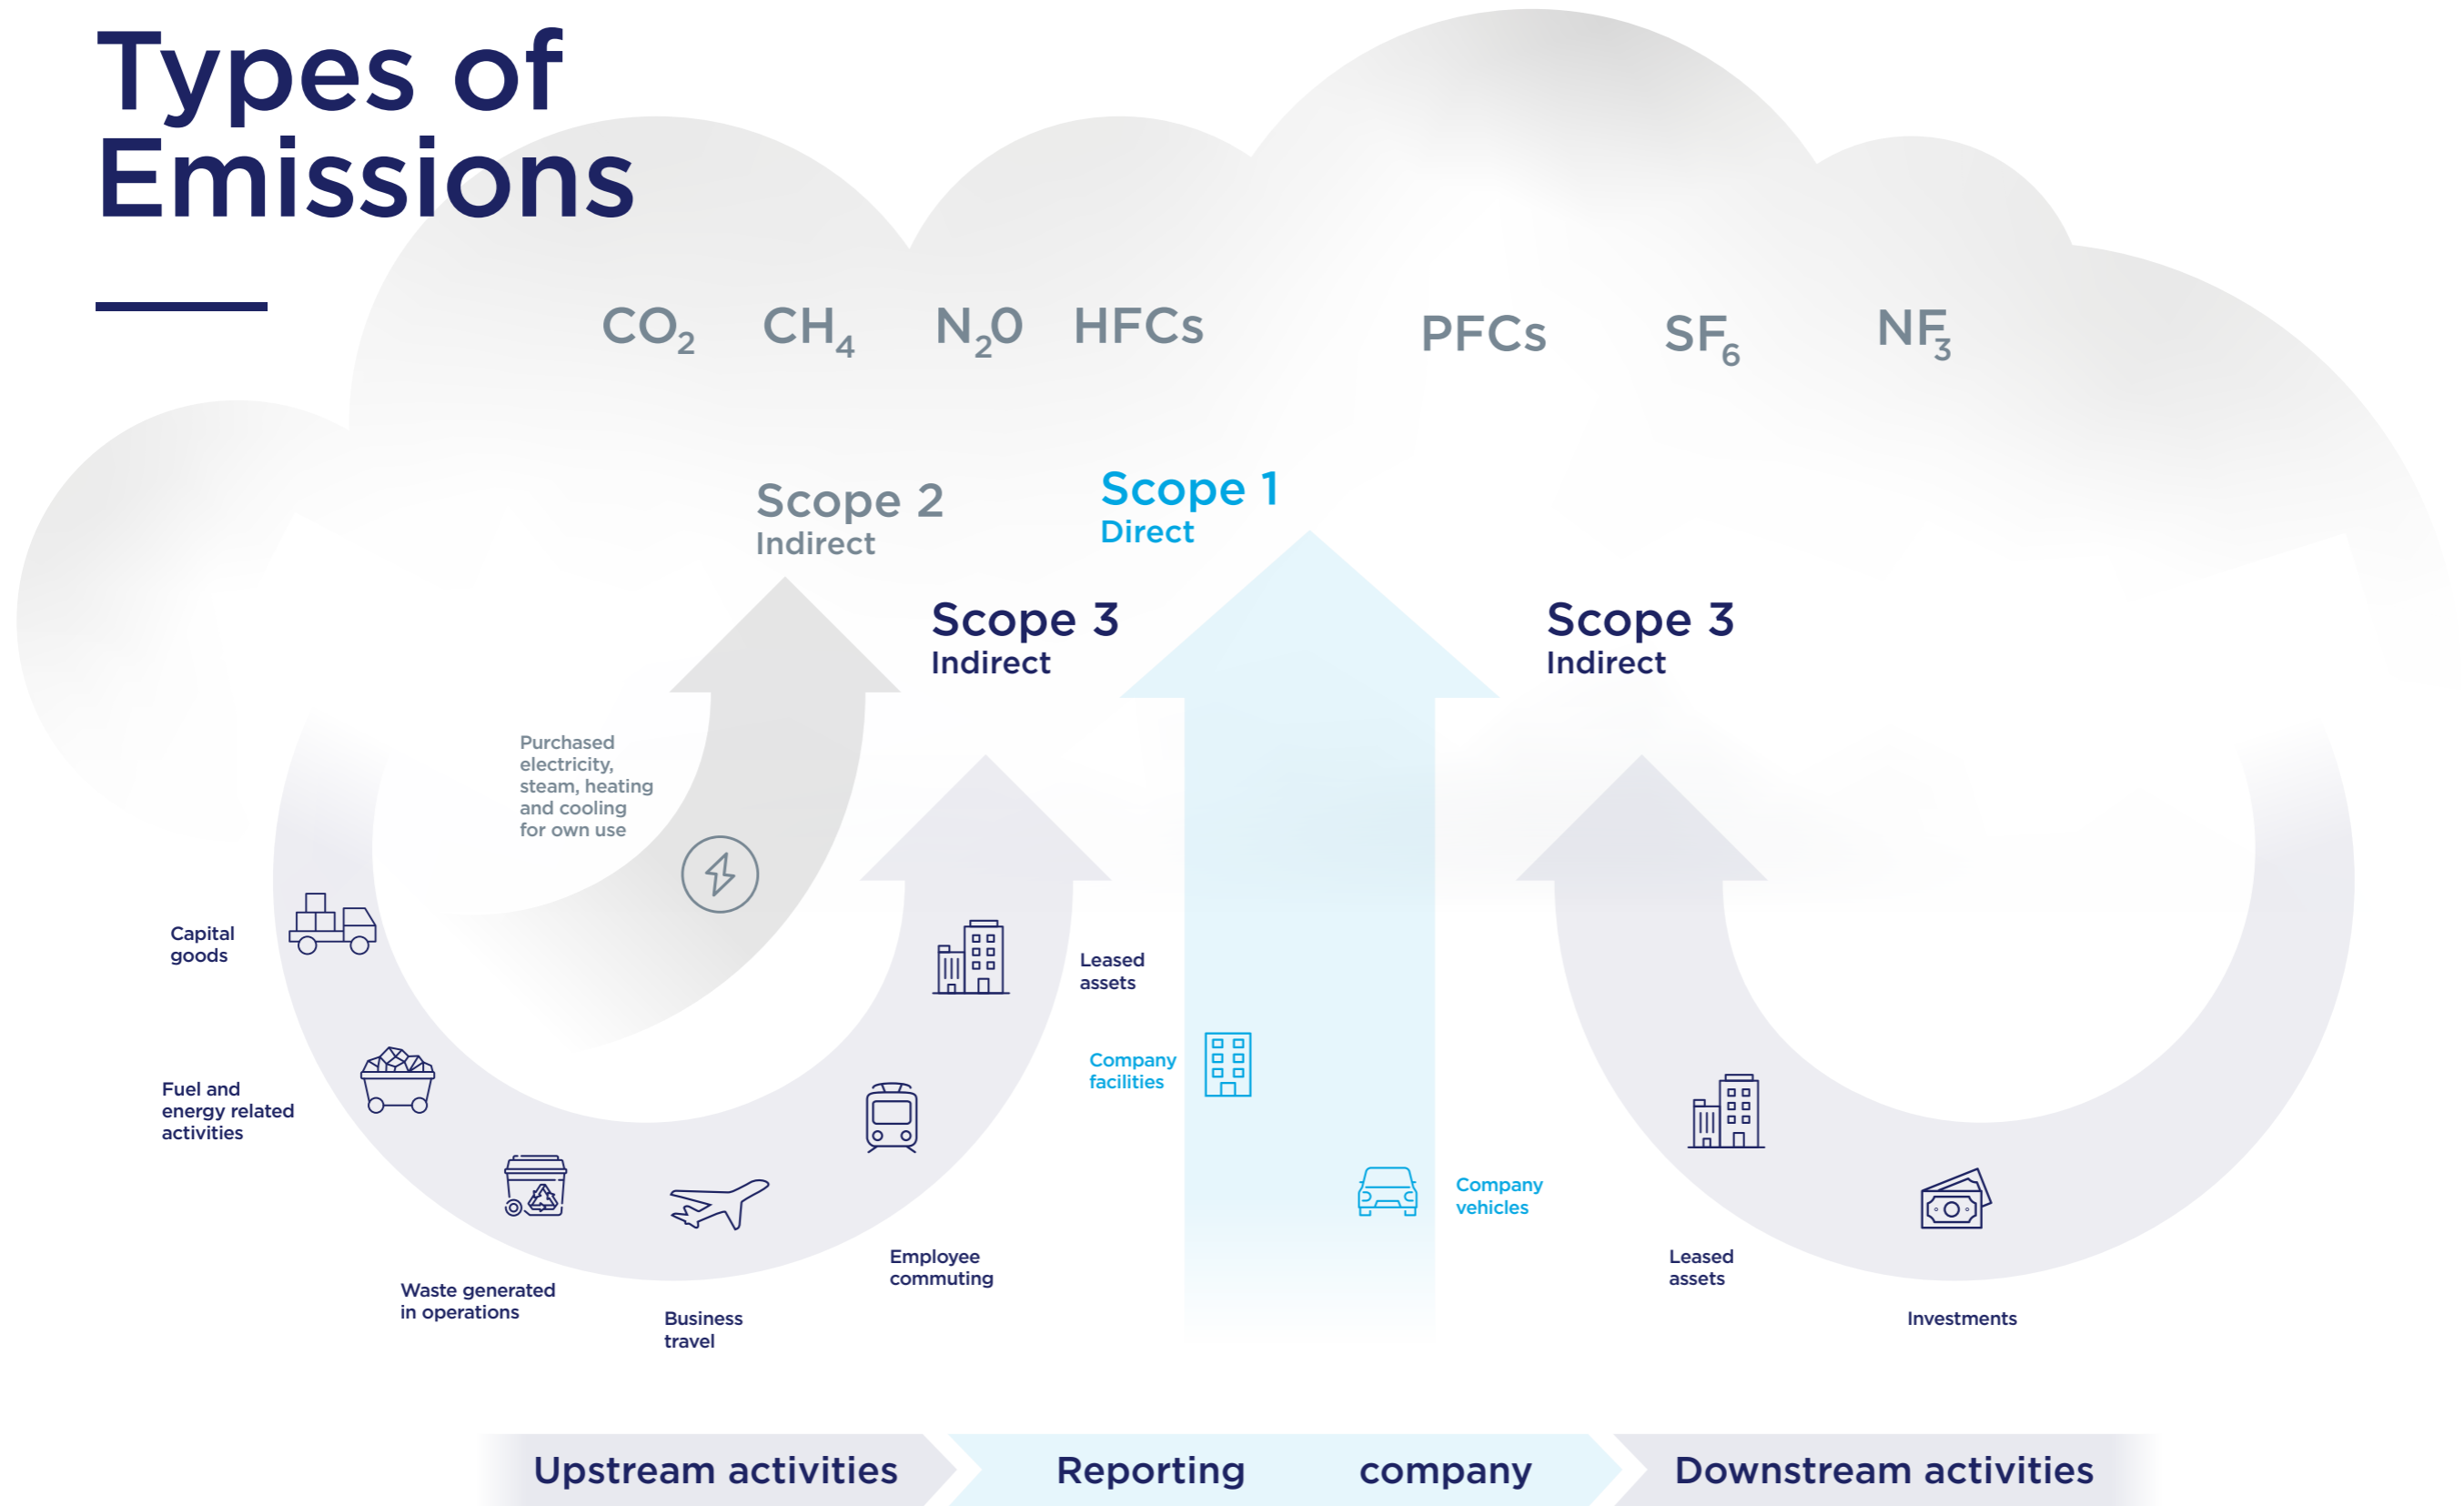 Types of
Emissions
CO₂ CH₄ N₂0 HFCs PFCs SF₆ NF₃
Scope 2
Indirect
Scope 1
Direct
Scope 3
Indirect
Scope 3
Indirect
Purchased
electricity,
steam, heating
and cooling
for own use
Capital
goods
Fuel and
energy related
activities
Waste generated
in operations
Business
travel
Employee
commuting
Leased
assets
Company
facilities
Company
vehicles
Leased
assets
Investments
Upstream activities Reporting company Downstream activities